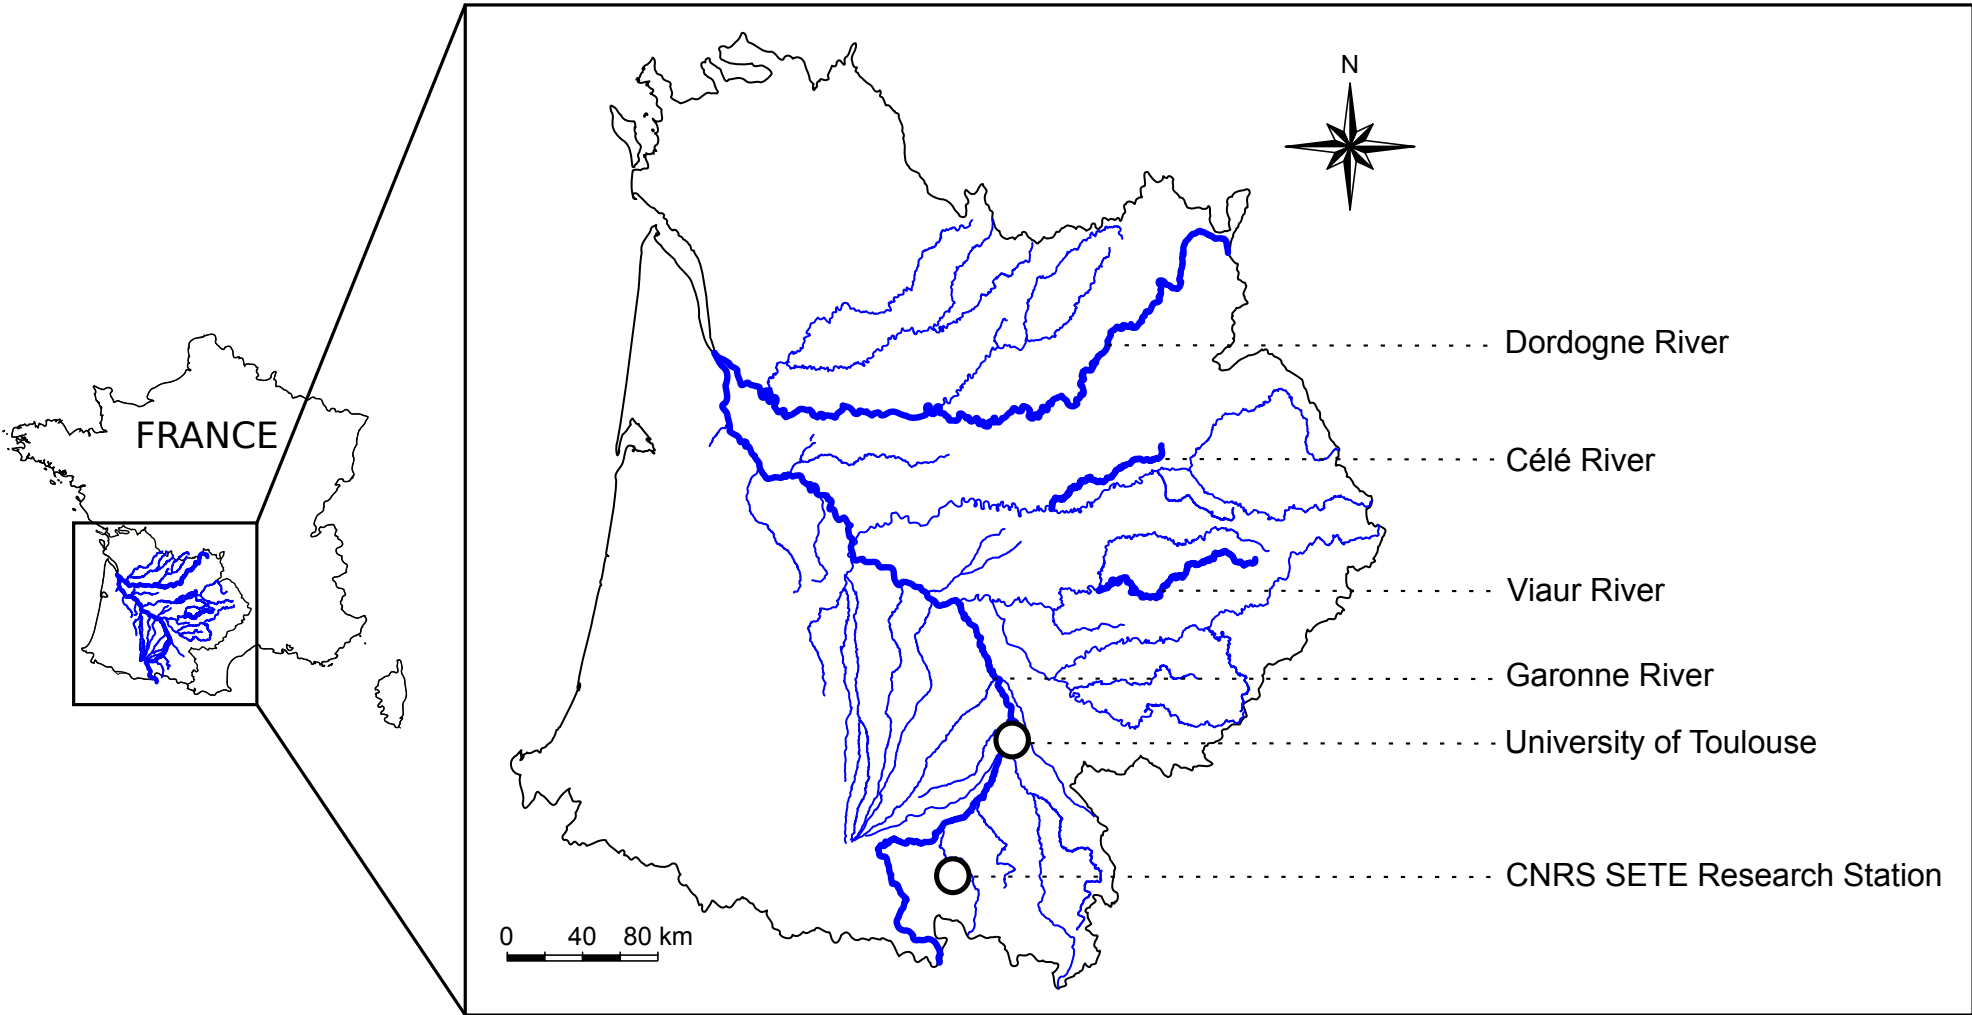 N
FRANCE
Dordogne River
Célé River
Viaur River
Garonne River
University of Toulouse
CNRS SETE Research Station
0 40 80 km